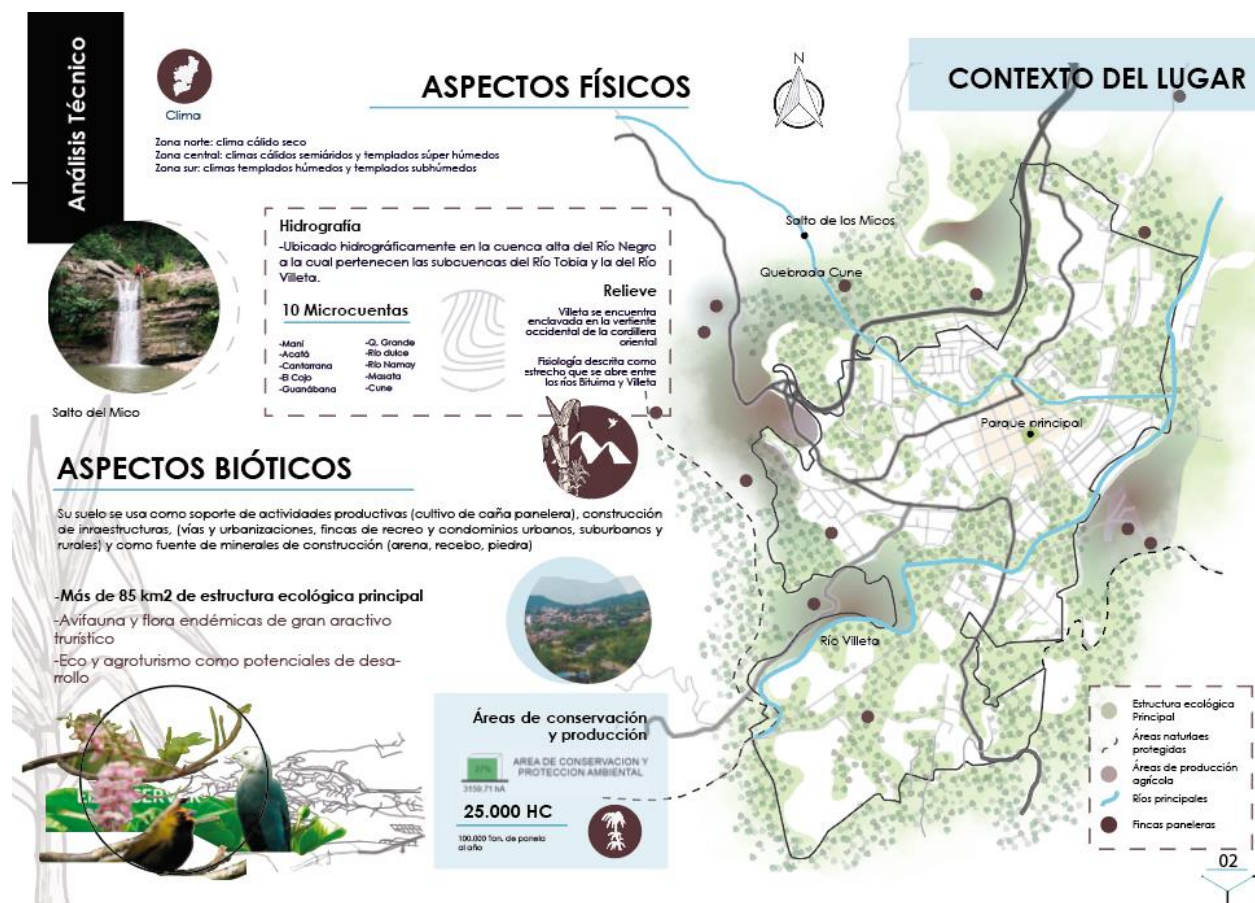 Análisis Técnico
Clima
ASPECTOS FÍSICOS
Zona norte: clima cálido seco
Zona central: climas cálidos semiáridos y templados súper húmedos
Zona sur: climas templados húmedos y templados subhúmedos
Salto del Mico
Hidrografía
-Ubicado hidrográficamente en la cuenca alta del Río Negro
a la cual pertenecen las subcuencas del Río Tobia y la del Río
Villeta.
10 Microcuentas
-Maní
-Acatá
-Cantarrana
-El Cojo
-Guanábana
-Q. Grande
-Río dulce
-Río Namay
-Masata
-Cune
Relieve
Villeta se encuentra
enclavada en la vertiente
occidental de la cordillera
oriental
Fisiología descrita como
estrecho que se abre entre
los ríos Bituima y Villeta
ASPECTOS BIÓTICOS
Su suelo se usa como soporte de actividades productivas (cultivo de caña panelera), construcción
de inraestructuras, (vías y urbanizaciones, fincas de recreo y condominios urbanos, suburbanos y
rurales) y como fuente de minerales de construcción (arena, recebo, piedra)
-Más de 85 km2 de estructura ecológica principal
-Avifauna y flora endémicas de gran aractivo
trurístico
-Eco y agroturismo como potenciales de desa-
rrollo
Áreas de conservación
y producción
37%
AREA DE CONSERVACION Y
PROTECCION AMBIENTAL
3159.71 hA
25.000 HC
100.000 Ton. de panela
al año
N
CONTEXTO DEL LUGAR
Salto de los Micos
Quebrada Cune
Parque principal
Río Villeta
Estructura ecológica
Principal
Áreas naturlaes
protegidas
Áreas de producción
agrícola
Ríos principales
Fincas paneleras
02